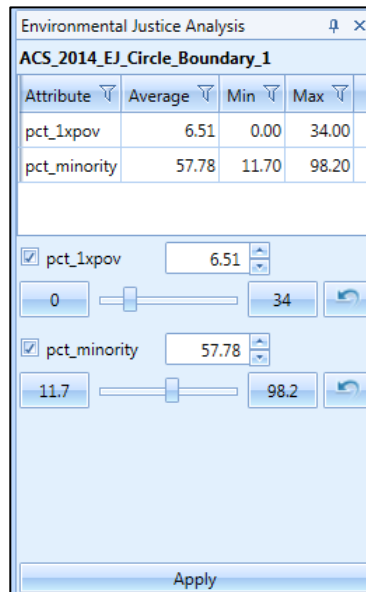 Environmental Justice Analysis
ACS_2014_EJ_Circle_Boundary_1
Attribute Average Min Max
pct_1xpov 6.51 0.00 34.00
pct_minority 57.78 11.70 98.20
pct_1xpov 6.51
0 34
pct_minority 57.78
11.7 98.2
Apply